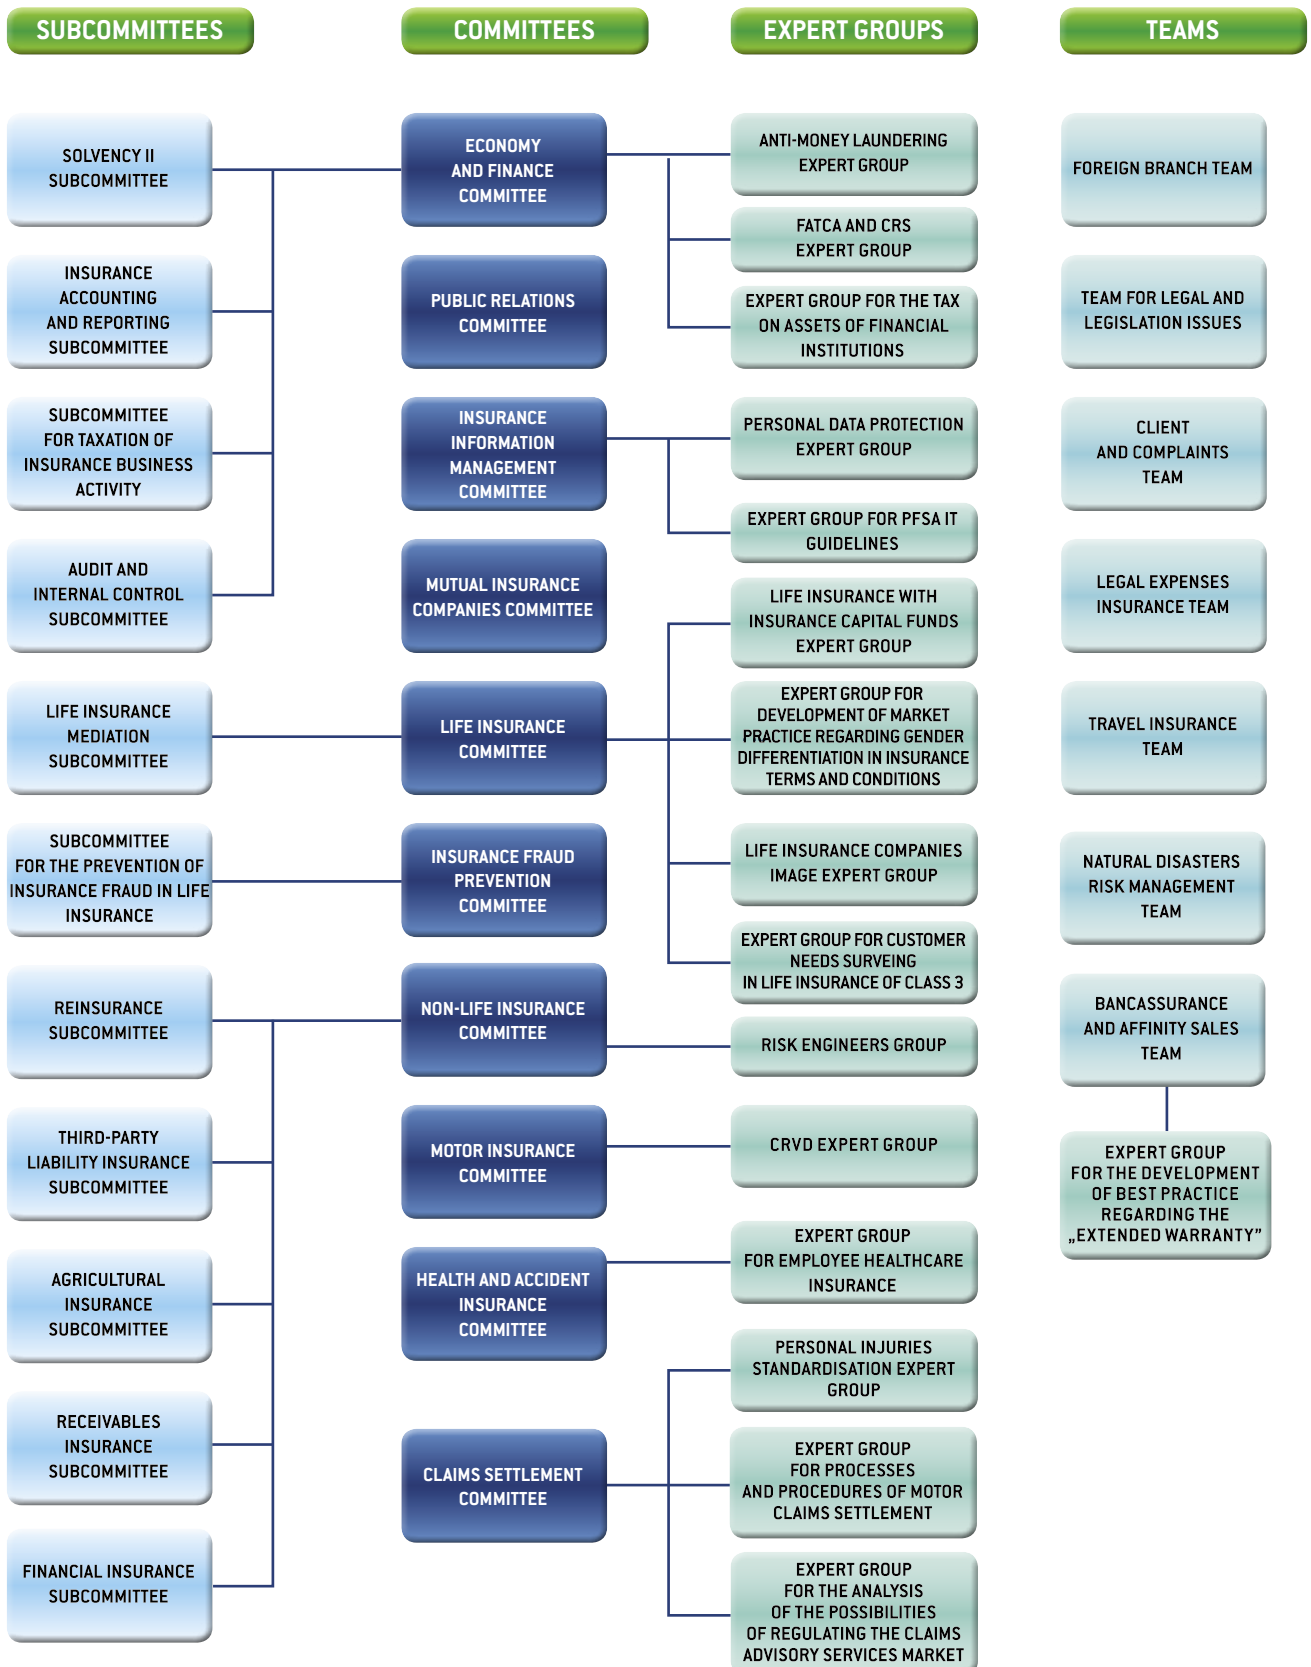 SUBCOMMITTEES
COMMITTEES
EXPERT GROUPS
TEAMS
SOLVENCY II
SUBCOMMITTEE
INSURANCE
ACCOUNTING
AND REPORTING
SUBCOMMITTEE
SUBCOMMITTEE
FOR TAXATION OF
INSURANCE BUSINESS
ACTIVITY
AUDIT AND
INTERNAL CONTROL
SUBCOMMITTEE
LIFE INSURANCE
MEDIATION
SUBCOMMITTEE
SUBCOMMITTEE
FOR THE PREVENTION OF
INSURANCE FRAUD IN LIFE
INSURANCE
REINSURANCE
SUBCOMMITTEE
THIRD-PARTY
LIABILITY INSURANCE
SUBCOMMITTEE
AGRICULTURAL
INSURANCE
SUBCOMMITTEE
RECEIVABLES
INSURANCE
SUBCOMMITTEE
FINANCIAL INSURANCE
SUBCOMMITTEE
ECONOMY
AND FINANCE
COMMITTEE
PUBLIC RELATIONS
COMMITTEE
INSURANCE
INFORMATION
MANAGEMENT
COMMITTEE
MUTUAL INSURANCE
COMPANIES COMMITTEE
LIFE INSURANCE
COMMITTEE
INSURANCE FRAUD
PREVENTION
COMMITTEE
NON-LIFE INSURANCE
COMMITTEE
MOTOR INSURANCE
COMMITTEE
HEALTH AND ACCIDENT
INSURANCE
COMMITTEE
CLAIMS SETTLEMENT
COMMITTEE
ANTI-MONEY LAUNDERING
EXPERT GROUP
FATCA AND CRS
EXPERT GROUP
EXPERT GROUP FOR THE TAX
ON ASSETS OF FINANCIAL
INSTITUTIONS
PERSONAL DATA PROTECTION
EXPERT GROUP
EXPERT GROUP FOR PFSA IT
GUIDELINES
LIFE INSURANCE WITH
INSURANCE CAPITAL FUNDS
EXPERT GROUP
EXPERT GROUP FOR
DEVELOPMENT OF MARKET
PRACTICE REGARDING GENDER
DIFFERENTIATION IN INSURANCE
TERMS AND CONDITIONS
LIFE INSURANCE COMPANIES
IMAGE EXPERT GROUP
EXPERT GROUP FOR CUSTOMER
NEEDS SURVEING
IN LIFE INSURANCE OF CLASS 3
RISK ENGINEERS GROUP
CRVD EXPERT GROUP
EXPERT GROUP
FOR EMPLOYEE HEALTHCARE
INSURANCE
PERSONAL INJURIES
STANDARDISATION EXPERT
GROUP
EXPERT GROUP
FOR PROCESSES
AND PROCEDURES OF MOTOR
CLAIMS SETTLEMENT
EXPERT GROUP
FOR THE ANALYSIS
OF THE POSSIBILITIES
OF REGULATING THE CLAIMS
ADVISORY SERVICES MARKET
FOREIGN BRANCH TEAM
TEAM FOR LEGAL AND
LEGISLATION ISSUES
CLIENT
AND COMPLAINTS
TEAM
LEGAL EXPENSES
INSURANCE TEAM
TRAVEL INSURANCE
TEAM
NATURAL DISASTERS
RISK MANAGEMENT
TEAM
BANCASSURANCE
AND AFFINITY SALES
TEAM
EXPERT GROUP
FOR THE DEVELOPMENT
OF BEST PRACTICE
REGARDING THE
„EXTENDED WARRANTY”